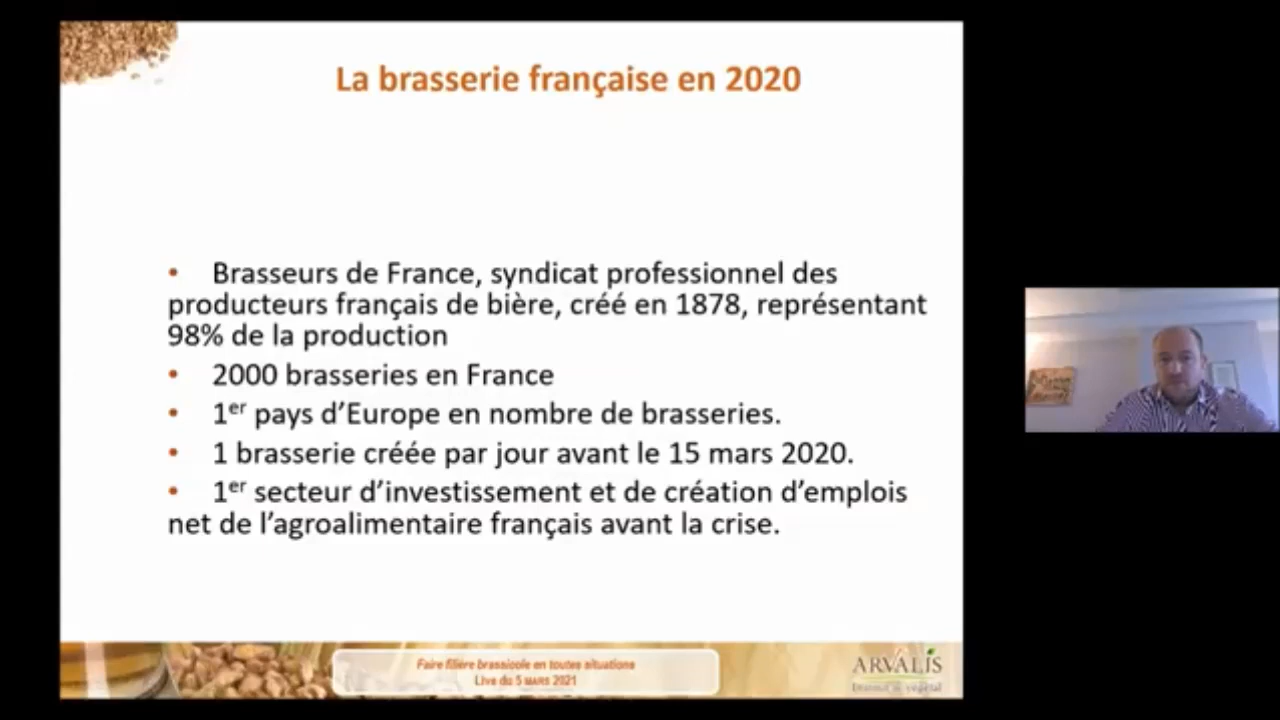 La brasserie française en 2020
• Brasseurs de France, syndicat professionnel des
producteurs français de bière, créé en 1878, représentant
98% de la production
• 2000 brasseries en France
• 1er pays d’Europe en nombre de brasseries.
• 1 brasserie créée par jour avant le 15 mars 2020.
• 1er secteur d’investissement et de création d’emplois
net de l’agroalimentaire français avant la crise.
Faire filière brassicole en toutes situations
Live du 5 MARS 2021
ARVALIS
Institut du végétal